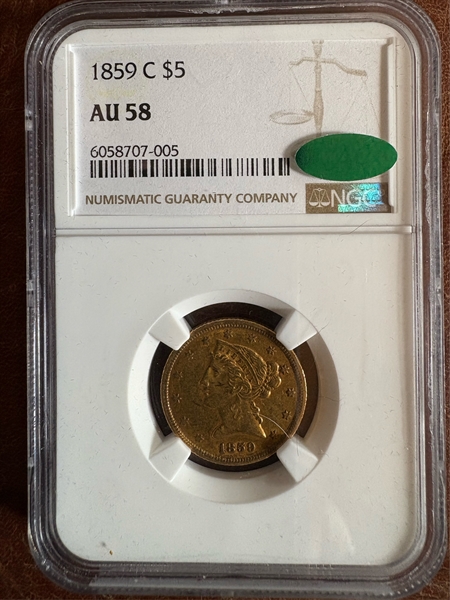 1859 C $5
AU 58
6058707-005
NUMISMATIC GUARANTY COMPANY
NGC
1859